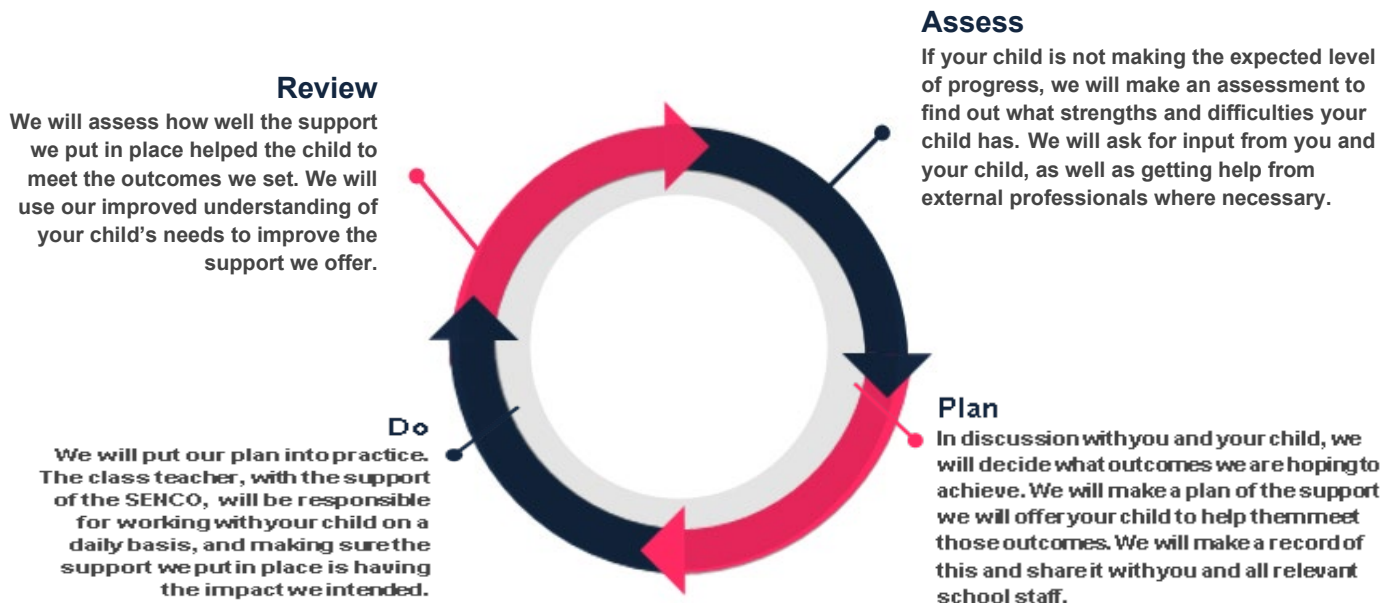 Assess
If your child is not making the expected level
of progress, we will make an assessment to
find out what strengths and difficulties your
child has. We will ask for input from you and
your child, as well as getting help from
external professionals where necessary.
Plan
In discussion with you and your child, we
will decide what outcomes we are hoping to
achieve. We will make a plan of the support
we will offer your child to help them meet
those outcomes. We will make a record of
this and share it with you and all relevant
school staff.
Do
We will put our plan into practice.
The class teacher, with the support
of the SENCO, will be responsible
for working with your child on a
daily basis, and making sure the
support we put in place is having
the impact we intended.
Review
We will assess how well the support
we put in place helped the child to
meet the outcomes we set. We will
use our improved understanding of
your child's needs to improve the
support we offer.